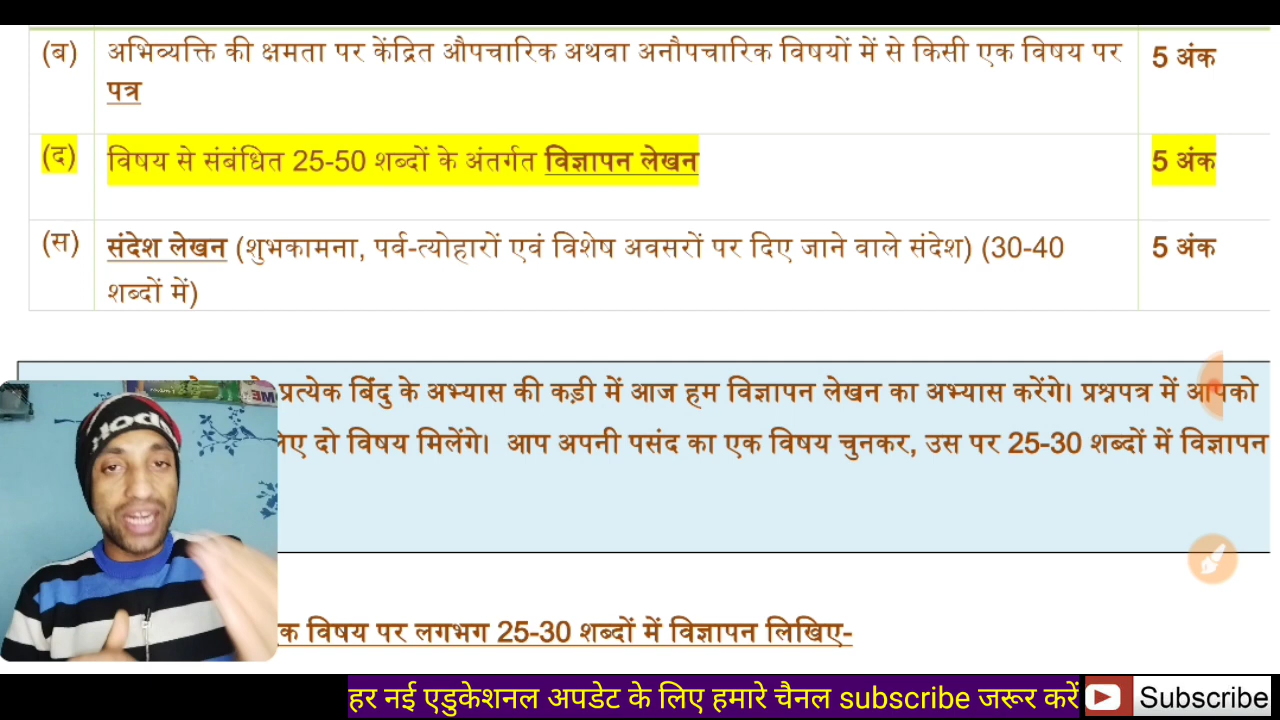 (ब) अभिव्यक्ति की क्षमता पर केंद्रित औपचारिक अथवा अनौपचारिक विषयों में से किसी एक विषय पर 5 अंक
पत्र
(द) विषय से संबंधित 25-50 शब्दों के अंतर्गत विज्ञापन लेखन 5 अंक
(स) संदेश लेखन (शुभकामना, पर्व-त्योहारों एवं विशेष अवसरों पर दिए जाने वाले संदेश) (30-40 5 अंक
शब्दों में)
प्रत्येक बिंदु के अभ्यास की कड़ी में आज हम विज्ञापन लेखन का अभ्यास करेंगे। प्रश्नपत्र में आपको
दो विषय मिलेंगे। आप अपनी पसंद का एक विषय चुनकर, उस पर 25-30 शब्दों में विज्ञापन
विषय पर लगभग 25-30 शब्दों में विज्ञापन लिखिए-
हर नई एडुकेशनल अपडेट के लिए हमारे चैनल subscribe जरूर करें Subscribe